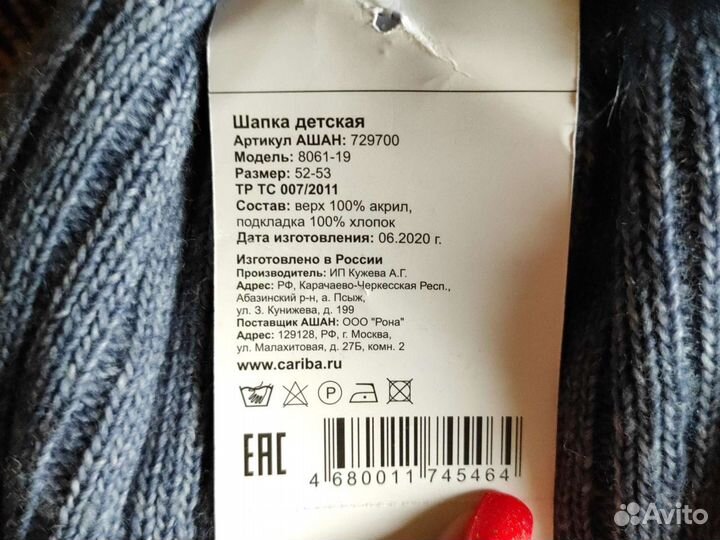 Шапка детская
Артикул АШАН: 729700
Модель: 8061-19
Размер: 52-53
ТР ТС 007/2011
Состав: верх 100% акрил,
подкладка 100% хлопок
Дата изготовления: 06.2020 г.
Изготовлено в России
Производитель: ИП Кужева А.Г.
Адрес: РФ, Карачаево-Черкесская Респ.,
Абазинский р-н, а. Псыж,
ул. З. Кунижева, д. 199
Поставщик АШАН: ООО "Рона"
Адрес: 129128, РФ, г. Москва,
ул. Малахитовая, д. 27Б, комн. 2
www.cariba.ru
P
EAC
4 680011 745464
Avito